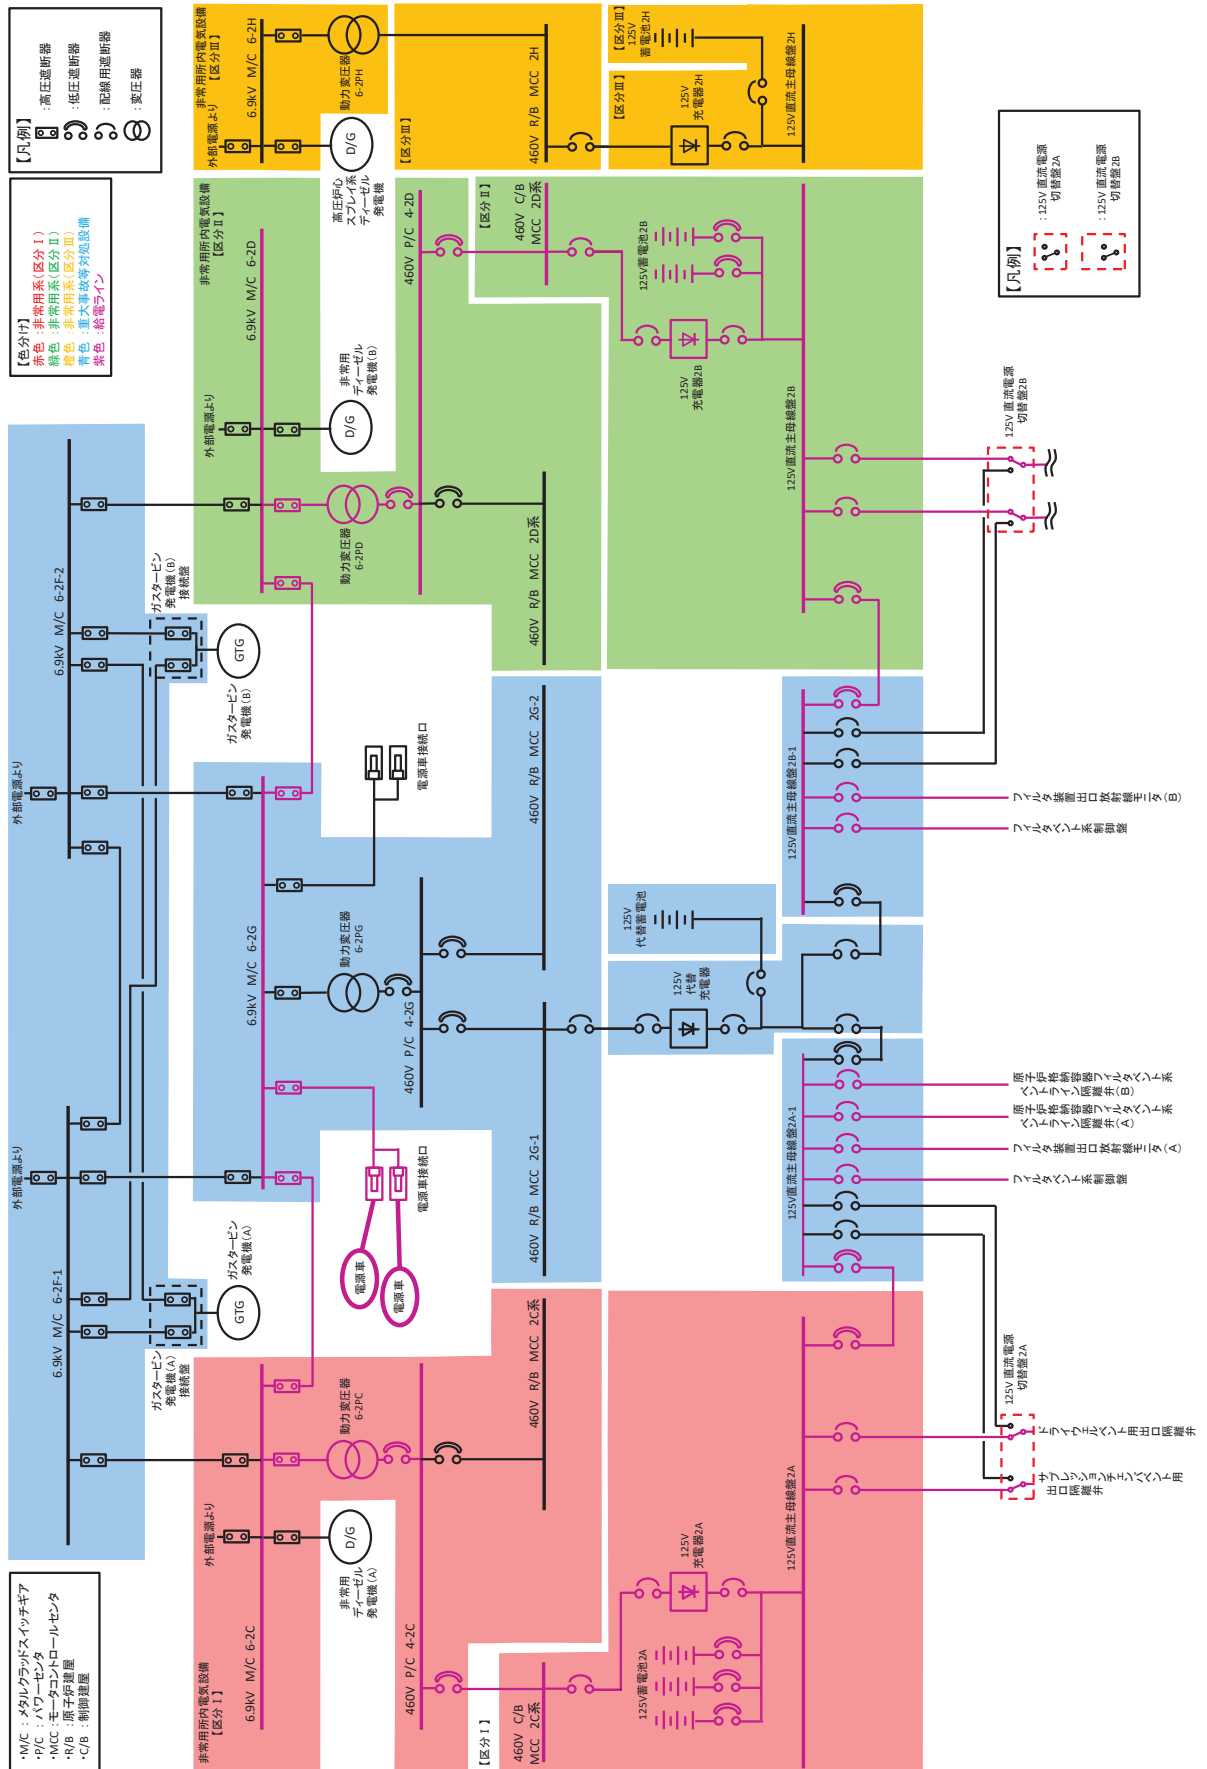 ・M/C : メタルクラッドスイッチギア
・P/C : パワーセンタ
・MCC : モータコントロールセンタ
・R/B : 原子炉建屋
・C/B : 制御建屋
【色分け】
赤色 : 非常用系(区分Ⅰ)
緑色 : 非常用系(区分Ⅱ)
橙色 : 非常用系(区分Ⅲ)
青色 : 重大事故等対処設備
紫色 : 給電ライン
【凡例】
: 高圧遮断器
: 低圧遮断器
: 配線用遮断器
: 変圧器
外部電源より
外部電源より
6.9kV M/C 6-2F-1
6.9kV M/C 6-2F-2
ガスタービン
発電機(A)
接続盤
GTG
ガスタービン
発電機(A)
ガスタービン
発電機(B)
接続盤
GTG
ガスタービン
発電機(B)
非常用所内電気設備
【区分Ⅰ】
外部電源より
6.9kV M/C 6-2C
D/G
非常用
ディーゼル
発電機(A)
動力変圧器
6-2PC
460V P/C 4-2C
【区分Ⅰ】
460V C/B
MCC 2C系
460V R/B MCC 2C系
6.9kV M/C 6-2G
電源車
電源車
電源車接続口
動力変圧器
6-2PG
電源車接続口
460V P/C 4-2G
460V R/B MCC 2G-1
460V R/B MCC 2G-2
非常用所内電気設備
【区分Ⅱ】
外部電源より
6.9kV M/C 6-2D
動力変圧器
6-2PD
D/G
非常用
ディーゼル
発電機(B)
460V P/C 4-2D
460V R/B MCC 2D系
【区分Ⅱ】
460V C/B
MCC 2D系
非常用所内電気設備
【区分Ⅲ】
外部電源より
6.9kV M/C 6-2H
D/G
高圧炉心
スプレイ系
ディーゼル
発電機
動力変圧器
6-2PH
【区分Ⅲ】
460V R/B MCC 2H
【区分Ⅲ】
【区分Ⅲ】
125V
蓄電池2H
125V
充電器2H
125V直流主母線盤2H
125V蓄電池2A
125V
充電器2A
125V直流主母線盤2A
125V
代替蓄電池
125V
代替
充電器
125V直流主母線盤2A-1
125V直流主母線盤2B-1
125V蓄電池2B
125V
充電器2B
125V直流主母線盤2B
サプレッションチェンバベント用
出口隔離弁
ドライウェルベント用出口隔離弁
125V 直流電源
切替盤2A
フィルタベント系制御盤
フィルタ装置出口放射線モニタ(A)
原子炉格納容器フィルタベント系
ベントライン隔離弁(A)
原子炉格納容器フィルタベント系
ベントライン隔離弁(B)
フィルタベント系制御盤
フィルタ装置出口放射線モニタ(B)
125V 直流電源
切替盤2B
【凡例】
: 125V 直流電源
切替盤2A
: 125V 直流電源
切替盤2B